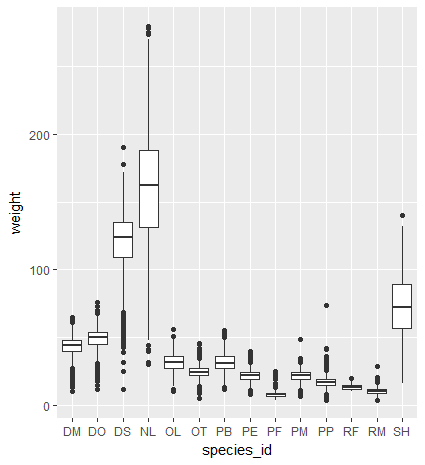 200
100
0
weight
DM DO DS NL OL OT PB PE PF PM PP RF RM SH
species_id